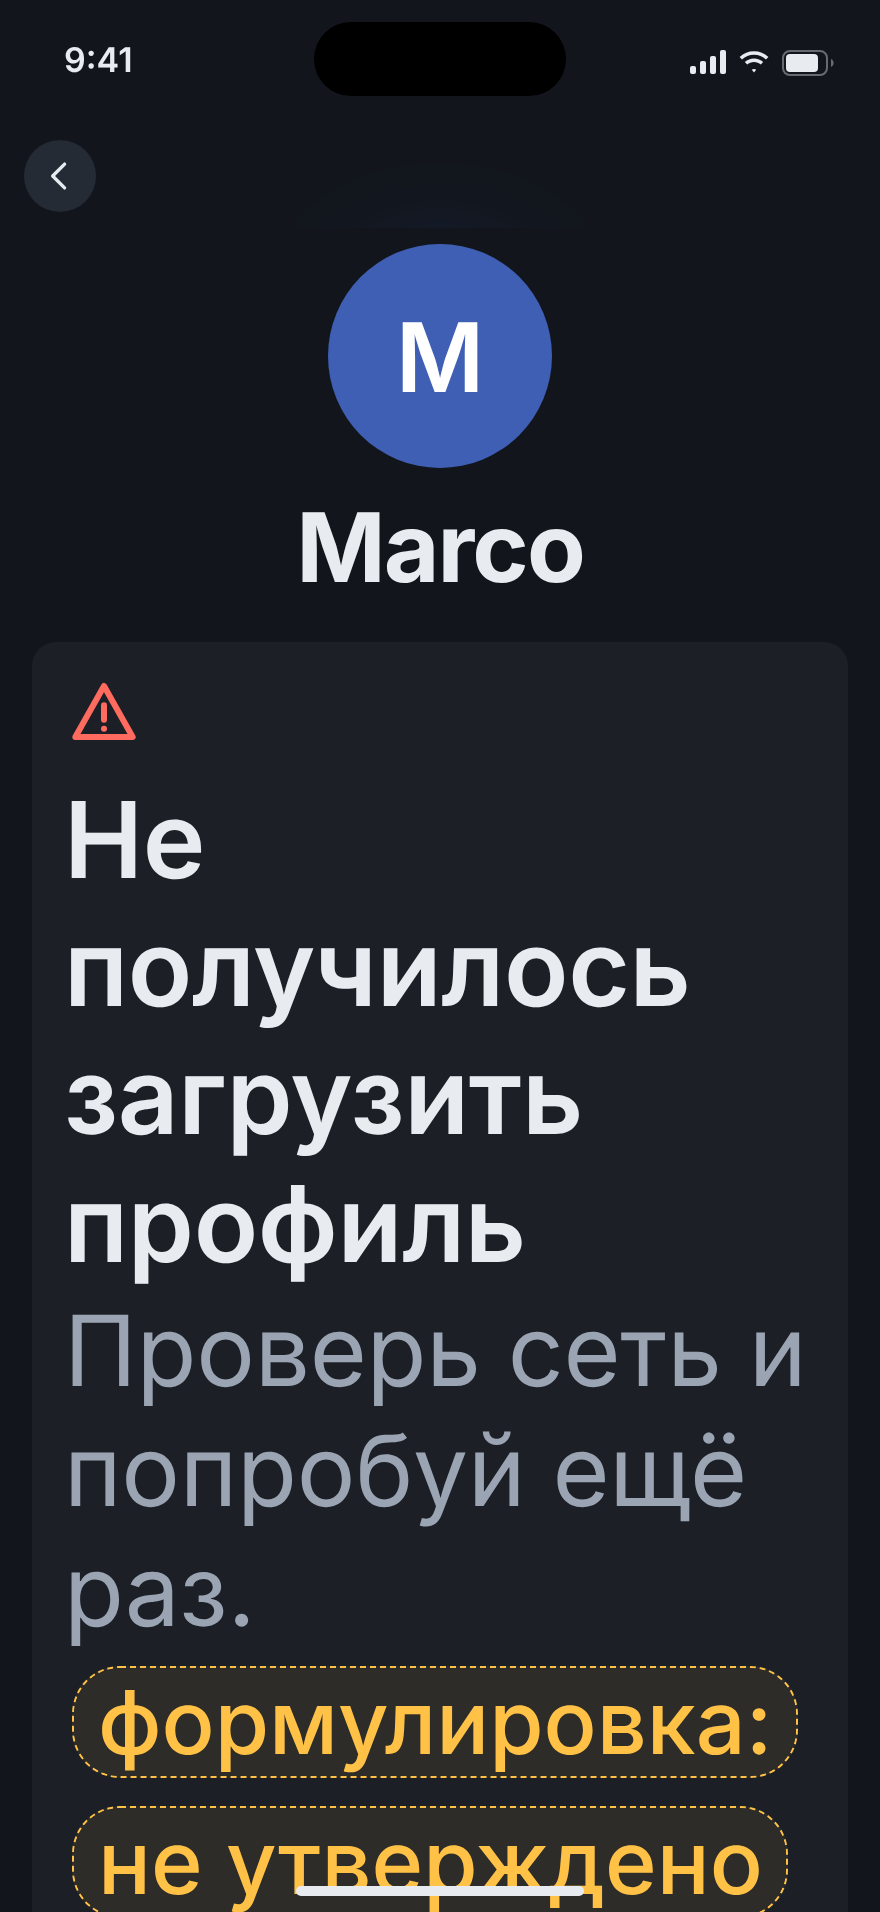 9:41
M
Marco
Не
получилось
загрузить
профиль
Проверь сеть и
попробуй ещё
раз.
формулировка:
не утверждено